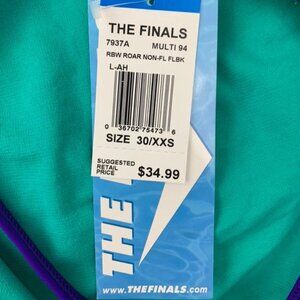 THE FINALS
7937A MULTI 94
RBW ROAR NON-FL FLBK
L-AH
0 36702 75473 6
SIZE 30/XXS
SUGGESTED
RETAIL
PRICE $34.99
THE
WWW.THEFINALS.com